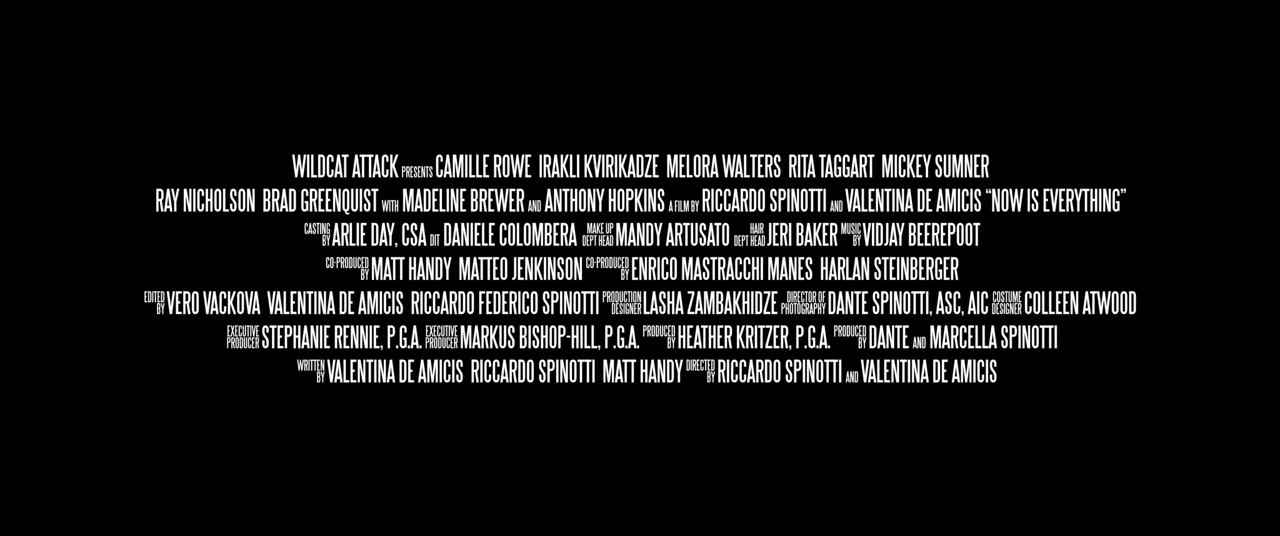 WILDCAT ATTACK PRESENTS CAMILLE ROWE IRAKLI KVIRIKADZE MELORA WALTERS RITA TAGGART MICKEY SUMNER
RAY NICHOLSON BRAD GREENQUIST WITH MADELINE BREWER AND ANTHONY HOPKINS A FILM BY RICCARDO SPINOTTI AND VALENTINA DE AMICIS “NOW IS EVERYTHING”
CASTING BY ARLIE DAY, CSA DIT DANIELE COLOMBERA MAKE UP DEPT HEAD MANDY ARTUSATO HAIR DEPT HEAD JERI BAKER MUSIC BY VIDJAY BEEREPOOT
CO-PRODUCED BY MATT HANDY MATTEO JENKINSON CO-PRODUCED BY ENRICO MASTRACCHI MANES HARLAN STEINBERGER
EDITED BY VERO VACKOVA VALENTINA DE AMICIS RICCARDO FEDERICO SPINOTTI PRODUCTION DESIGNER LASHA ZAMBAKHIDZE DIRECTOR OF PHOTOGRAPHY DANTE SPINOTTI, ASC, AIC COSTUME DESIGNER COLLEEN ATWOOD
EXECUTIVE PRODUCER STEPHANIE RENNIE, P.G.A. EXECUTIVE PRODUCER MARKUS BISHOP-HILL, P.G.A. PRODUCED BY HEATHER KRITZER, P.G.A. PRODUCED BY DANTE AND MARCELLA SPINOTTI
WRITTEN BY VALENTINA DE AMICIS RICCARDO SPINOTTI MATT HANDY DIRECTED BY RICCARDO SPINOTTI AND VALENTINA DE AMICIS